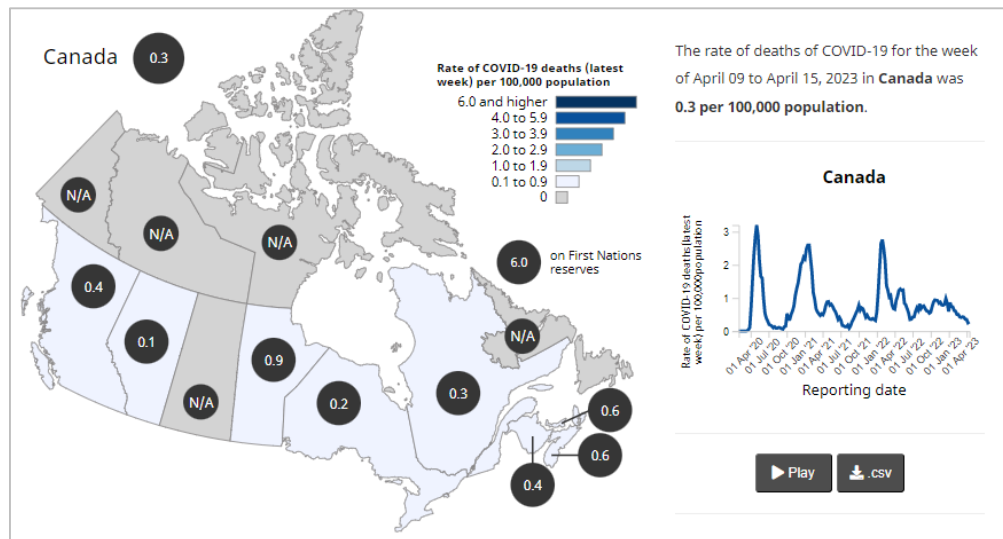 Canada
0.3
Rate of COVID-19 deaths (latest
week) per 100,000 population
6.0 and higher
4.0 to 5.9
3.0 to 3.9
2.0 to 2.9
1.0 to 1.9
0.1 to 0.9
0
N/A
N/A
N/A
6.0
on First Nations
reserves
0.4
0.1
N/A
0.9
0.2
0.3
N/A
0.6
0.6
0.4
The rate of deaths of COVID-19 for the week
of April 09 to April 15, 2023 in Canada was
0.3 per 100,000 population.
Canada
Rate of COVID-19 deaths (latest
week) per 100,000population
3
2
1
0
01 Apr '20
01 Jul '20
01 Oct '20
01 Jan '21
01 Apr '21
01 Jul '21
01 Oct '21
01 Jan '22
01 Apr '22
01 Jul '22
01 Oct '22
01 Jan '23
01 Apr '23
Reporting date
Play
.csv